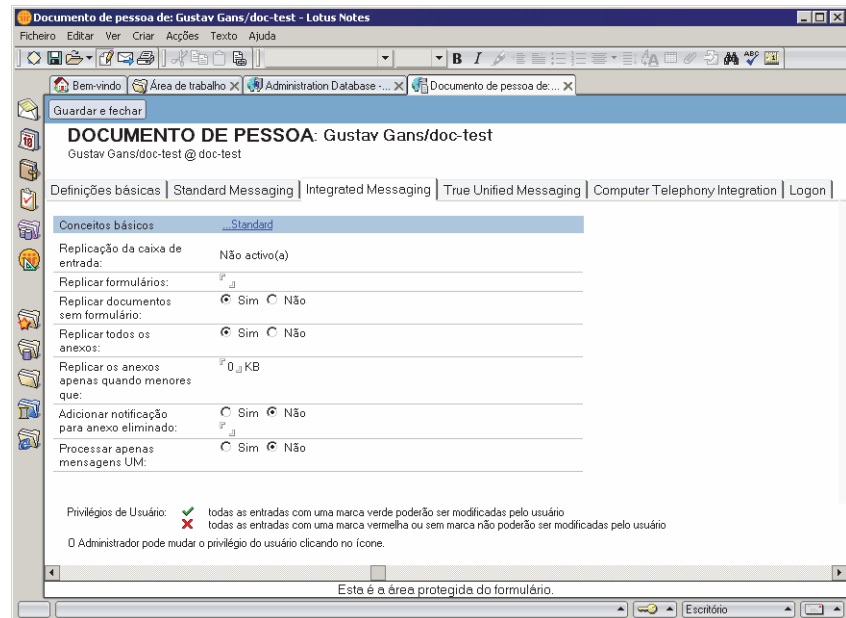 Documento de pessoa de: Gustav Gans/doc-test - Lotus Notes
Ficheiro Editar Ver Criar Acções Texto Ajuda
B I
Bem-vindo Área de trabalho Administration Database -... Documento de pessoa de:...
Guardar e fechar
DOCUMENTO DE PESSOA: Gustav Gans/doc-test
Gustav Gans/doc-test @ doc-test
Definições básicas Standard Messaging Integrated Messaging True Unified Messaging Computer Telephony Integration Logon
Conceitos básicos ...Standard
Replicação da caixa de
entrada: Não activo(a)
Replicar formulários:
Replicar documentos Sim Não
sem formulário:
Replicar todos os Sim Não
anexos:
Replicar os anexos 0 KB
apenas quando menores
que:
Adicionar notificação Sim Não
para anexo eliminado:
Processar apenas Sim Não
mensagens UM:
Privilégios de Usuário: todas as entradas com uma marca verde poderão ser modificadas pelo usuário
todas as entradas com uma marca vermelha ou sem marca não poderão ser modificadas pelo usuário
O Administrador pode mudar o privilégio do usuário clicando no ícone.
Esta é a área protegida do formulário.
Escritório